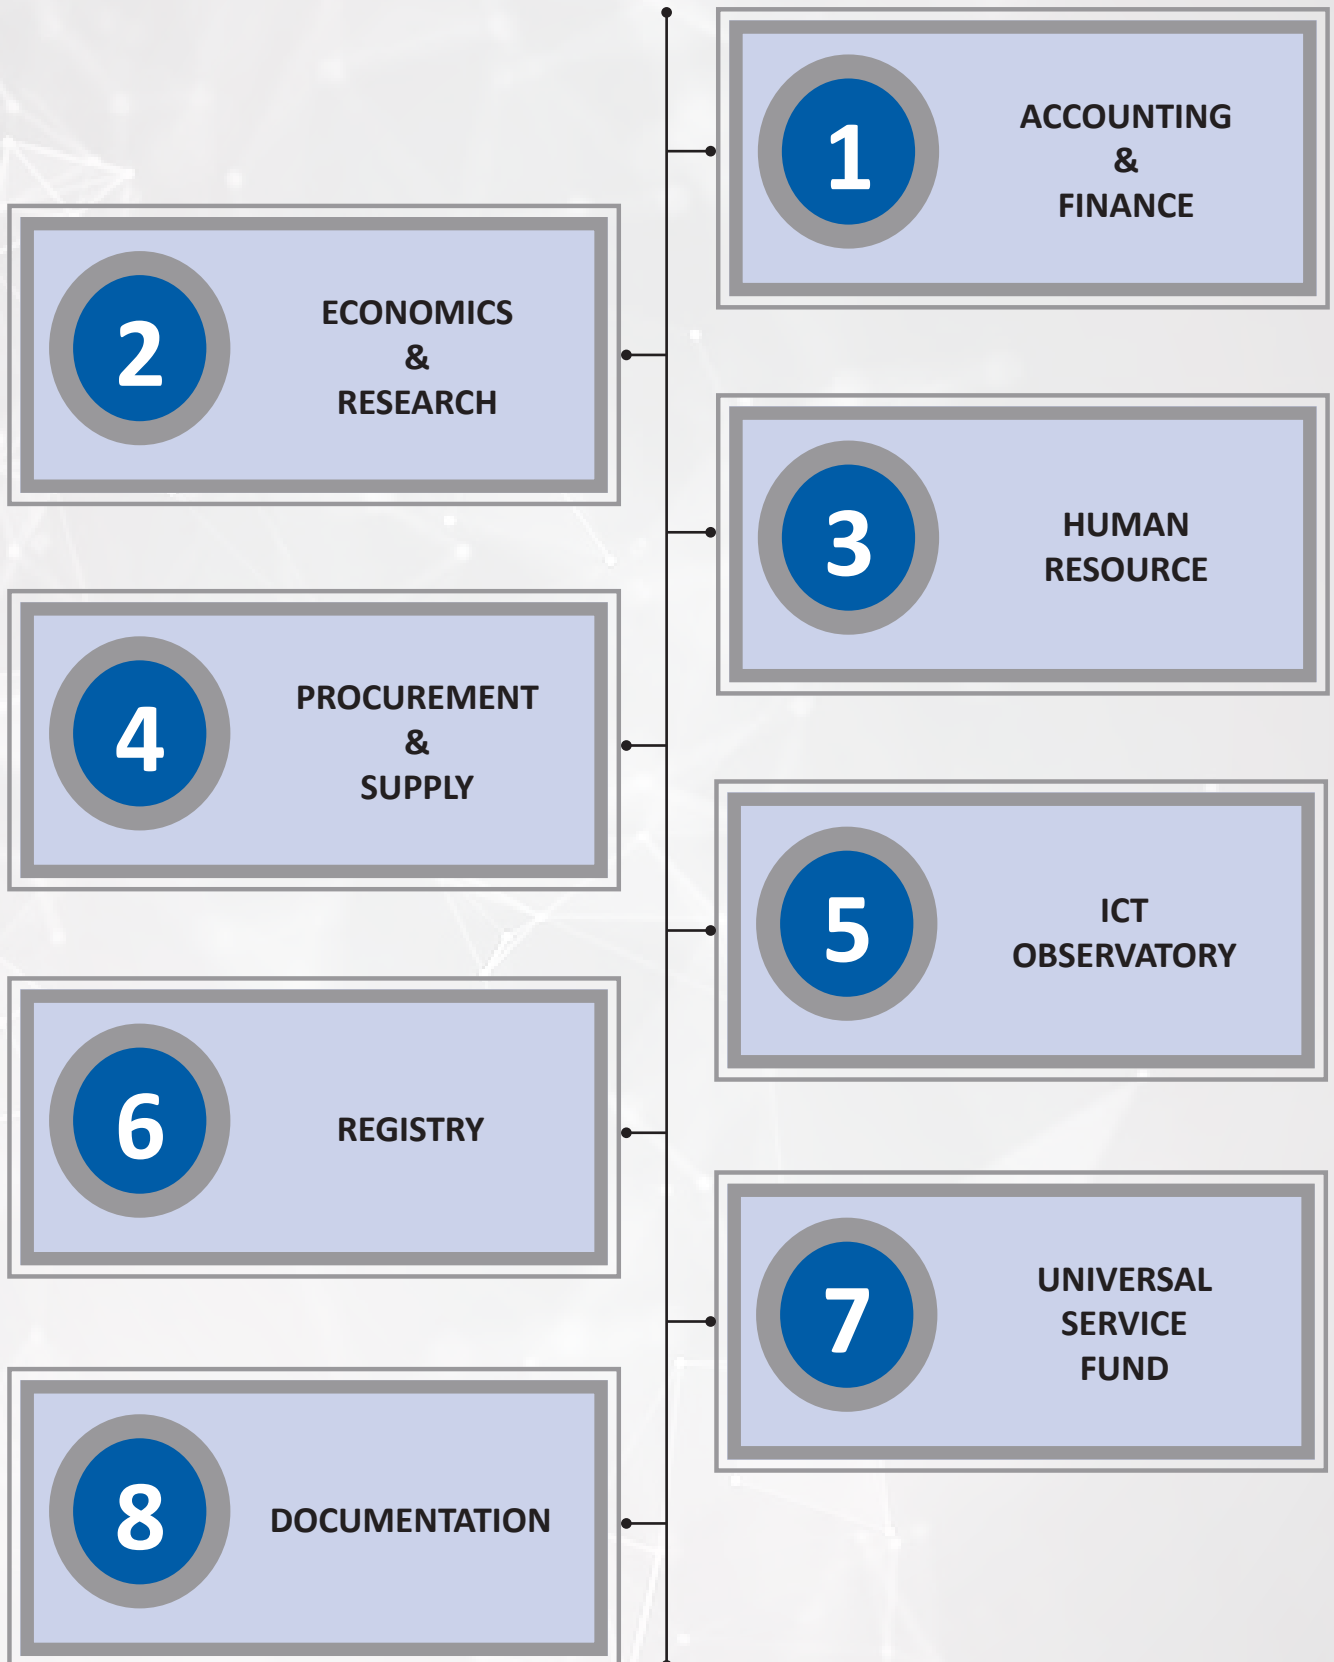 1
ACCOUNTING
&
FINANCE
2
ECONOMICS
&
RESEARCH
3
HUMAN
RESOURCE
4
PROCUREMENT
&
SUPPLY
5
ICT
OBSERVATORY
6
REGISTRY
7
UNIVERSAL
SERVICE
FUND
8
DOCUMENTATION